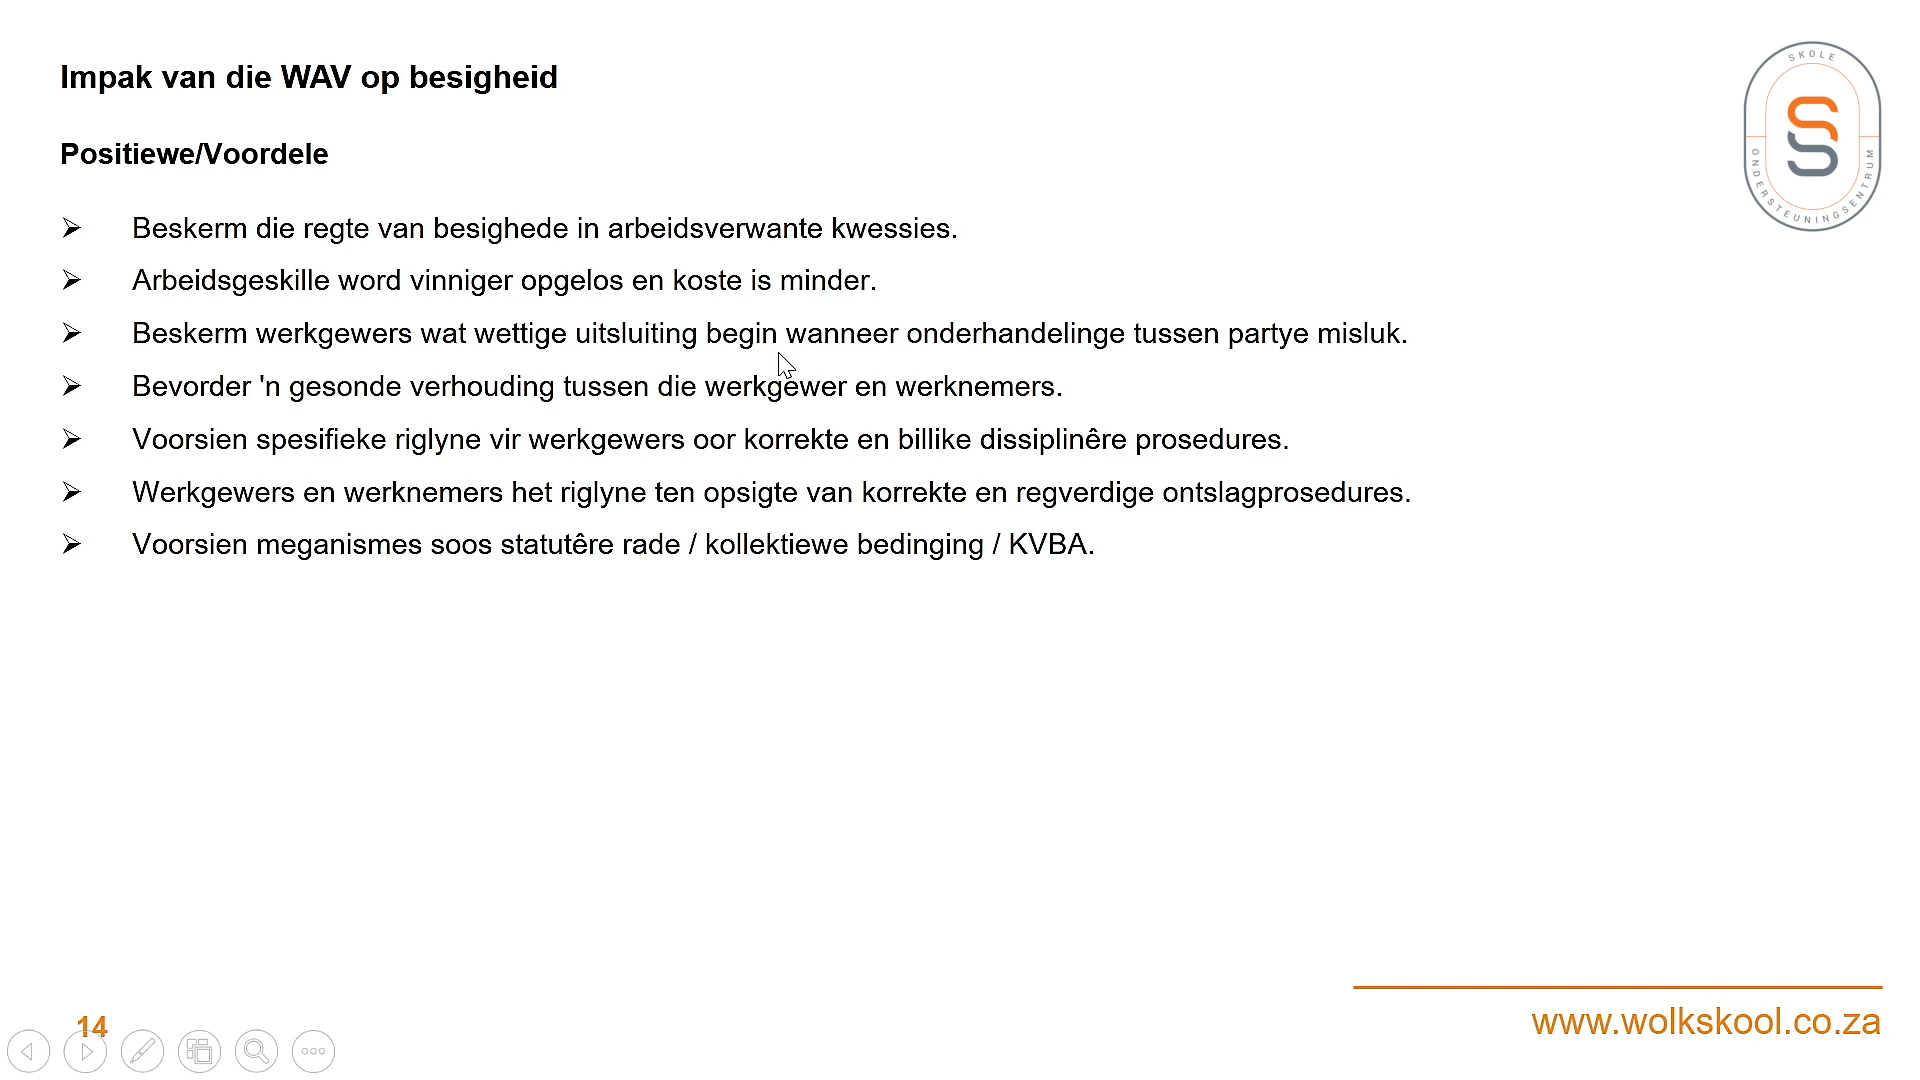 Impak van die WAV op besigheid
Positiewe/Voordele
Beskerm die regte van besighede in arbeidsverwante kwessies.
Arbeidsgeskille word vinniger opgelos en koste is minder.
Beskerm werkgewers wat wettige uitsluiting begin wanneer onderhandelinge tussen partye misluk.
Bevorder 'n gesonde verhouding tussen die werkgewer en werknemers.
Voorsien spesifieke riglyne vir werkgewers oor korrekte en billike dissiplinêre prosedures.
Werkgewers en werknemers het riglyne ten opsigte van korrekte en regverdige ontslagprosedures.
Voorsien meganismes soos statutêre rade / kollektiewe bedinging / KVBA.
SKOLE
ONDERSTEUNINGSENTRUM
14
www.wolkskool.co.za